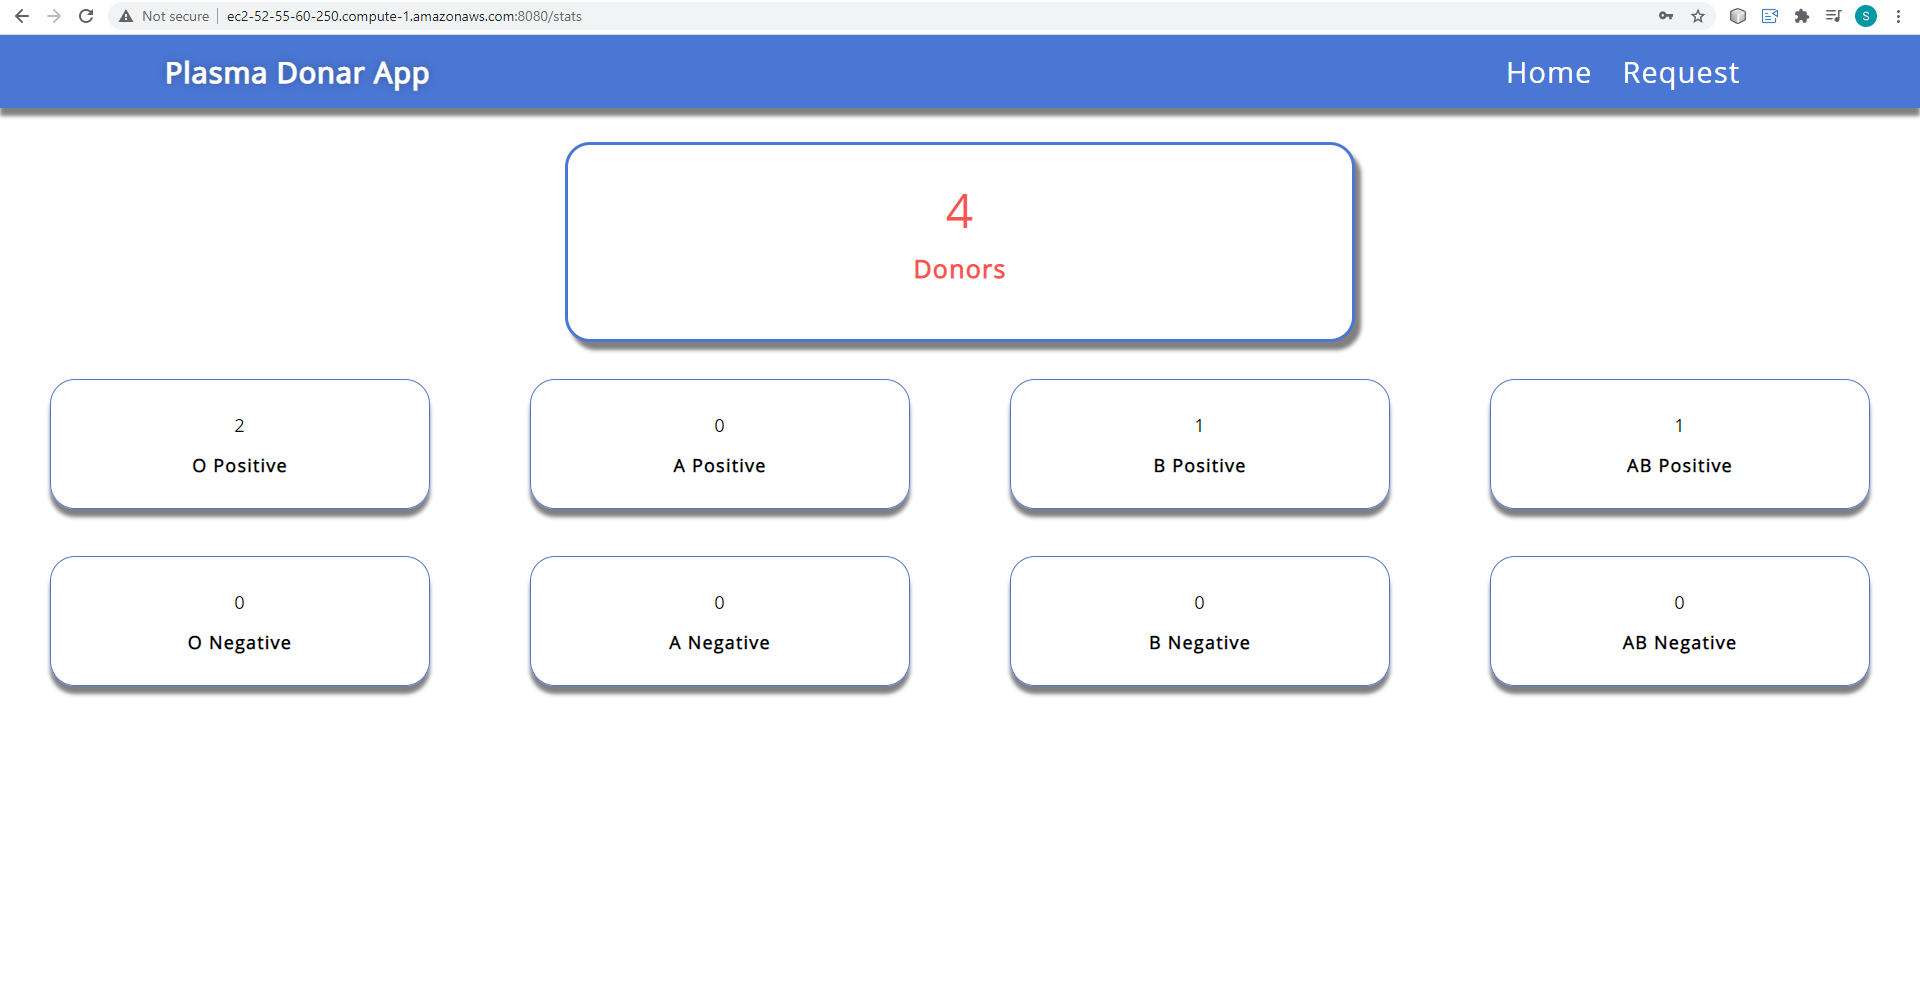 Not secure ec2-52-55-60-250.compute-1.amazonaws.com:8080/stats S
Plasma Donar App Home Request
4
Donors
2 0 1 1
O Positive A Positive B Positive AB Positive
0 0 0 0
O Negative A Negative B Negative AB Negative